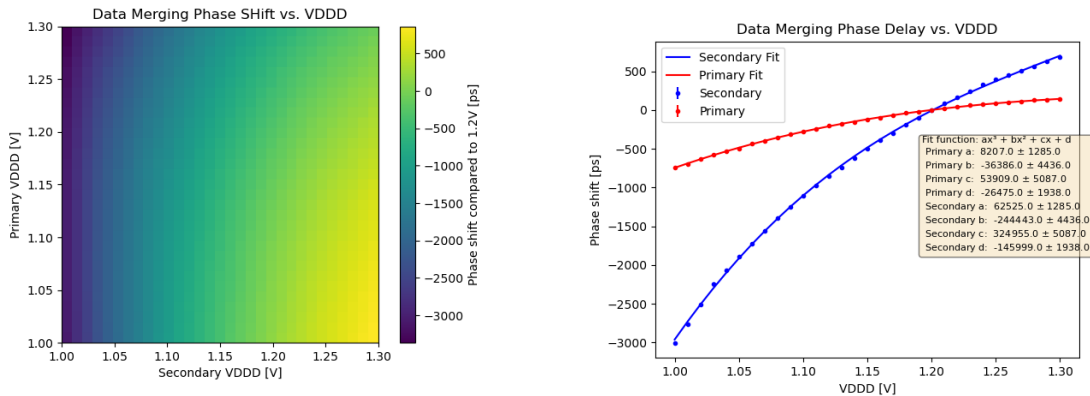 Data Merging Phase SHift vs. VDDD
1.30
1.25
1.20
1.15
1.10
1.05
1.00
Primary VDDD [V]
1.00 1.05 1.10 1.15 1.20 1.25 1.30
Secondary VDDD [V]
500
0
−500
−1000
−1500
−2000
−2500
−3000
Phase shift compared to 1.2V [ps]
Data Merging Phase Delay vs. VDDD
Secondary Fit
Primary Fit
Secondary
Primary
500
0
−500
−1000
−1500
−2000
−2500
−3000
Phase shift [ps]
Fit function: ax³ + bx² + cx + d
Primary a: 8207.0 ± 1285.0
Primary b: -36386.0 ± 4436.0
Primary c: 53909.0 ± 5087.0
Primary d: -26475.0 ± 1938.0
Secondary a: 62525.0 ± 1285.0
Secondary b: -244443.0 ± 4436.0
Secondary c: 324955.0 ± 5087.0
Secondary d: -145999.0 ± 1938.0
1.00 1.05 1.10 1.15 1.20 1.25 1.30
VDDD [V]